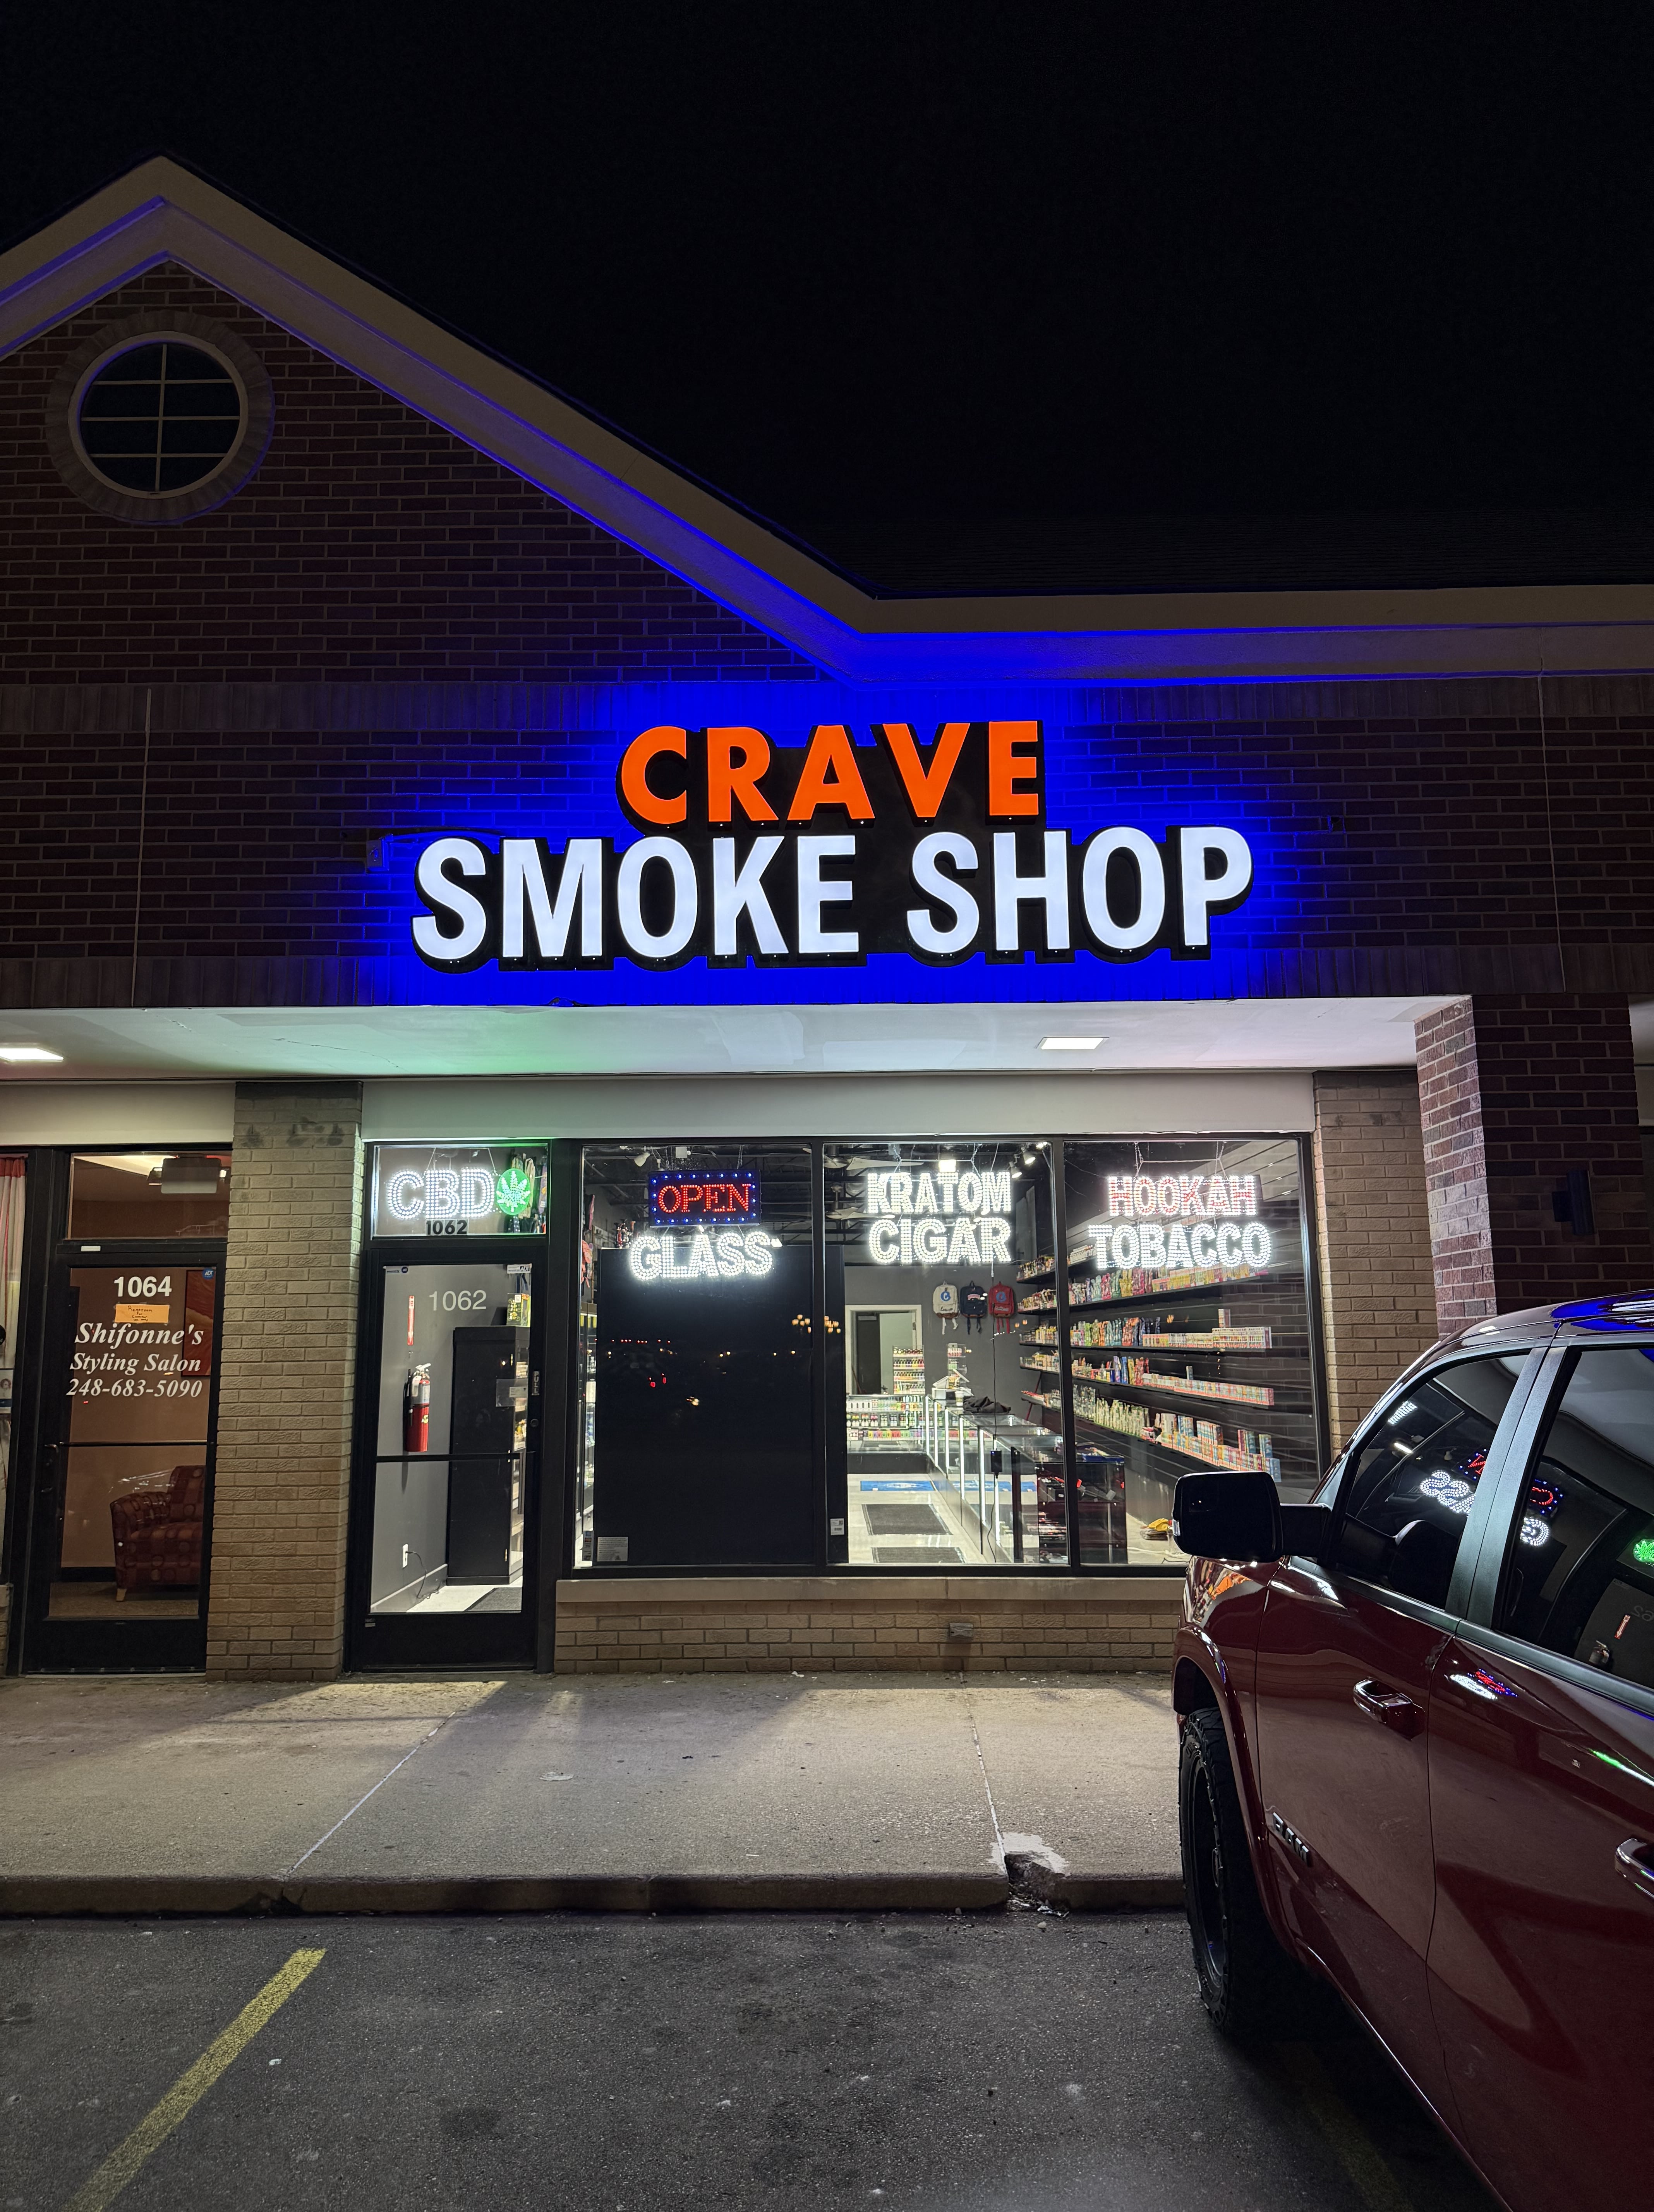 CRAVE
SMOKE SHOP
CBD
1062
OPEN
GLASS
KRATOM
CIGAR
HOOKAH
TOBACCO
1062
1064
Shifonne's
Styling Salon
248-683-5090